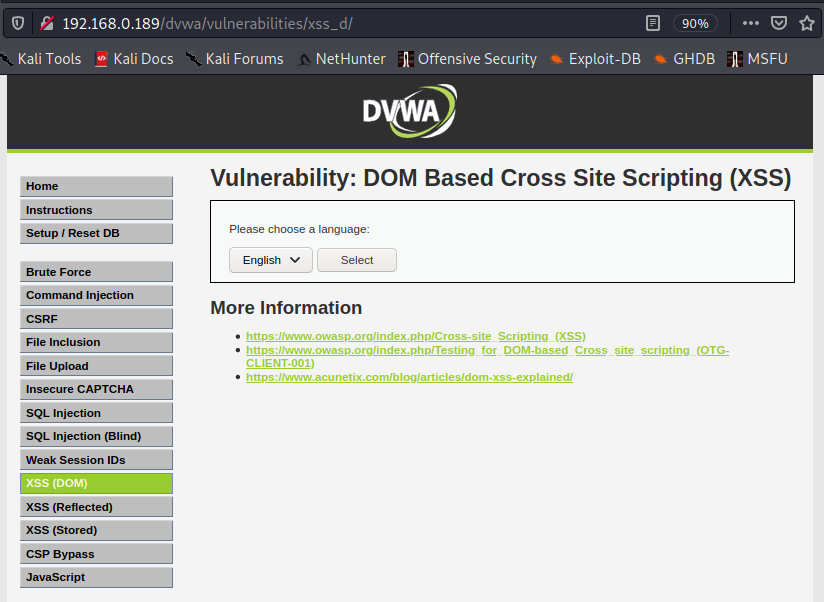 192.168.0.189/dvwa/vulnerabilities/xss_d/ 90%
Kali Tools Kali Docs Kali Forums NetHunter Offensive Security Exploit-DB GHDB MSFU
DVWA
Home
Instructions
Setup / Reset DB
Brute Force
Command Injection
CSRF
File Inclusion
File Upload
Insecure CAPTCHA
SQL Injection
SQL Injection (Blind)
Weak Session IDs
XSS (DOM)
XSS (Reflected)
XSS (Stored)
CSP Bypass
JavaScript
Vulnerability: DOM Based Cross Site Scripting (XSS)
Please choose a language:
English Select
More Information
https://www.owasp.org/index.php/Cross-site_Scripting_(XSS)
https://www.owasp.org/index.php/Testing_for_DOM-based_Cross_site_scripting_(OTG-
CLIENT-001)
https://www.acunetix.com/blog/articles/dom-xss-explained/